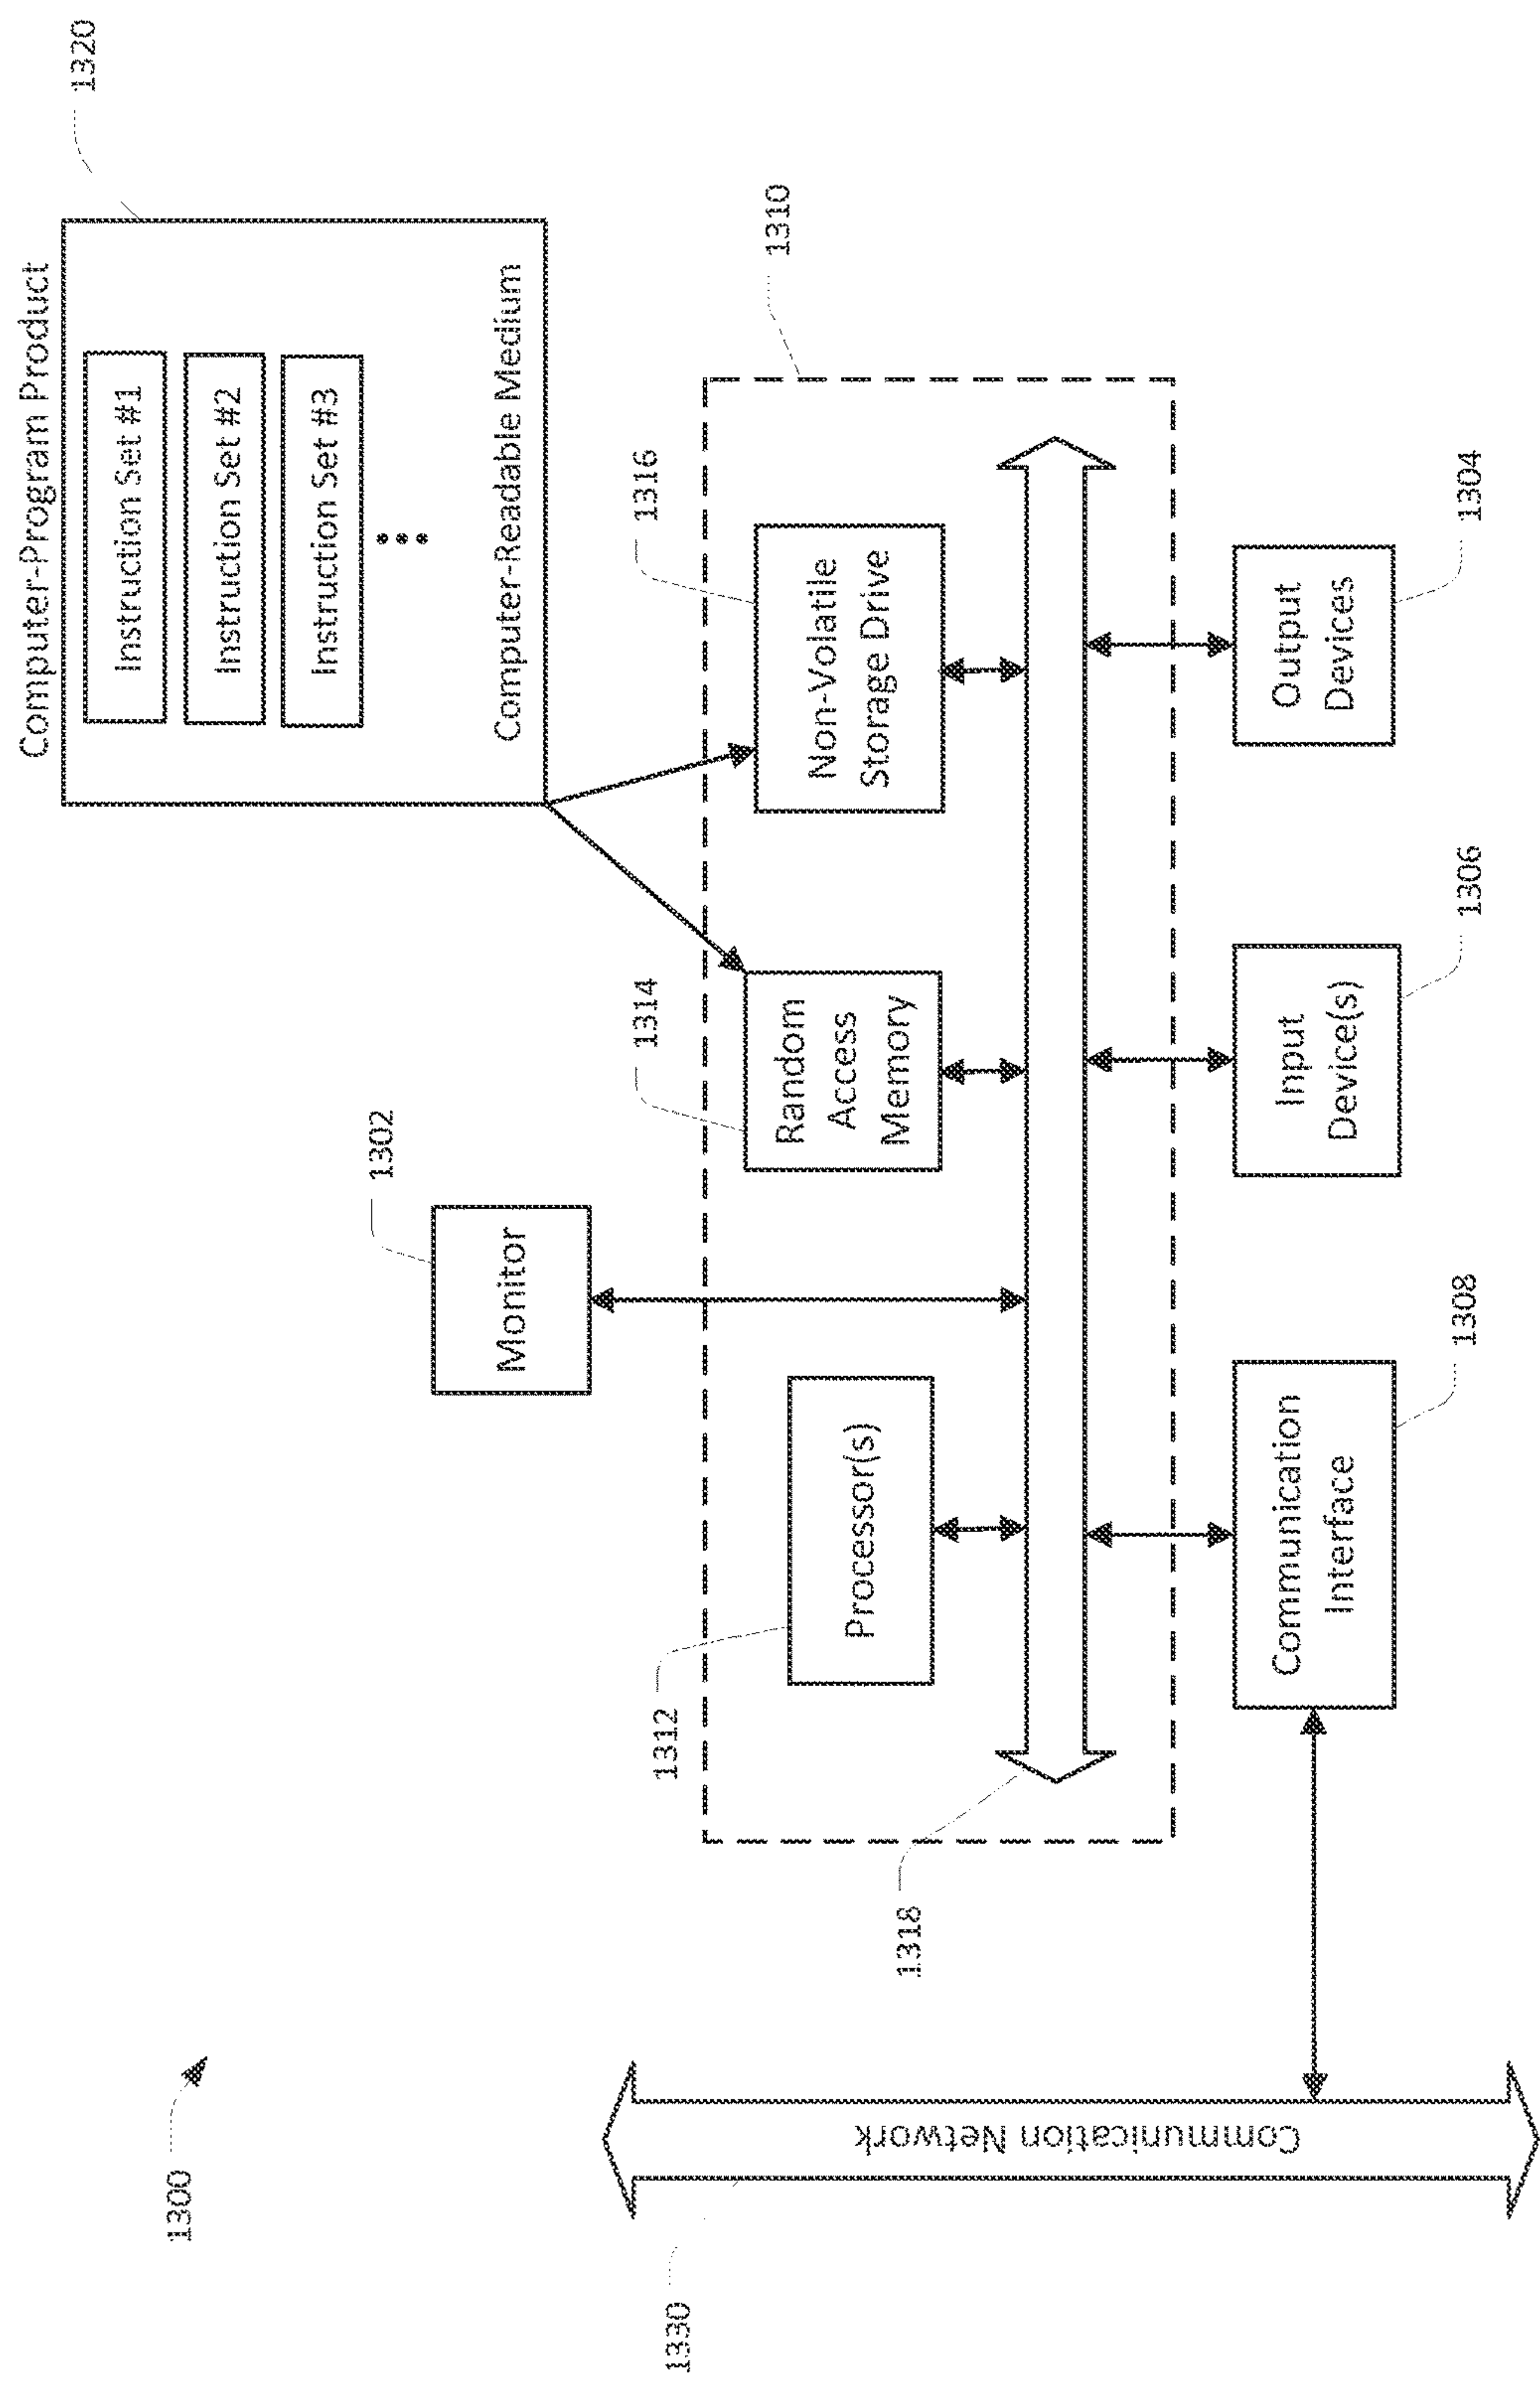 1300
Computer-Program Product
1320
Instruction Set #1
Instruction Set #2
Instruction Set #3
Computer-Readable Medium
1302
Monitor
1310
1312
1314
1316
Processor(s)
Random
Access
Memory
Non-Volatile
Storage Drive
1318
1330
Communication Network
Communication
Interface
1308
Input
Device(s)
1306
Output
Devices
1304